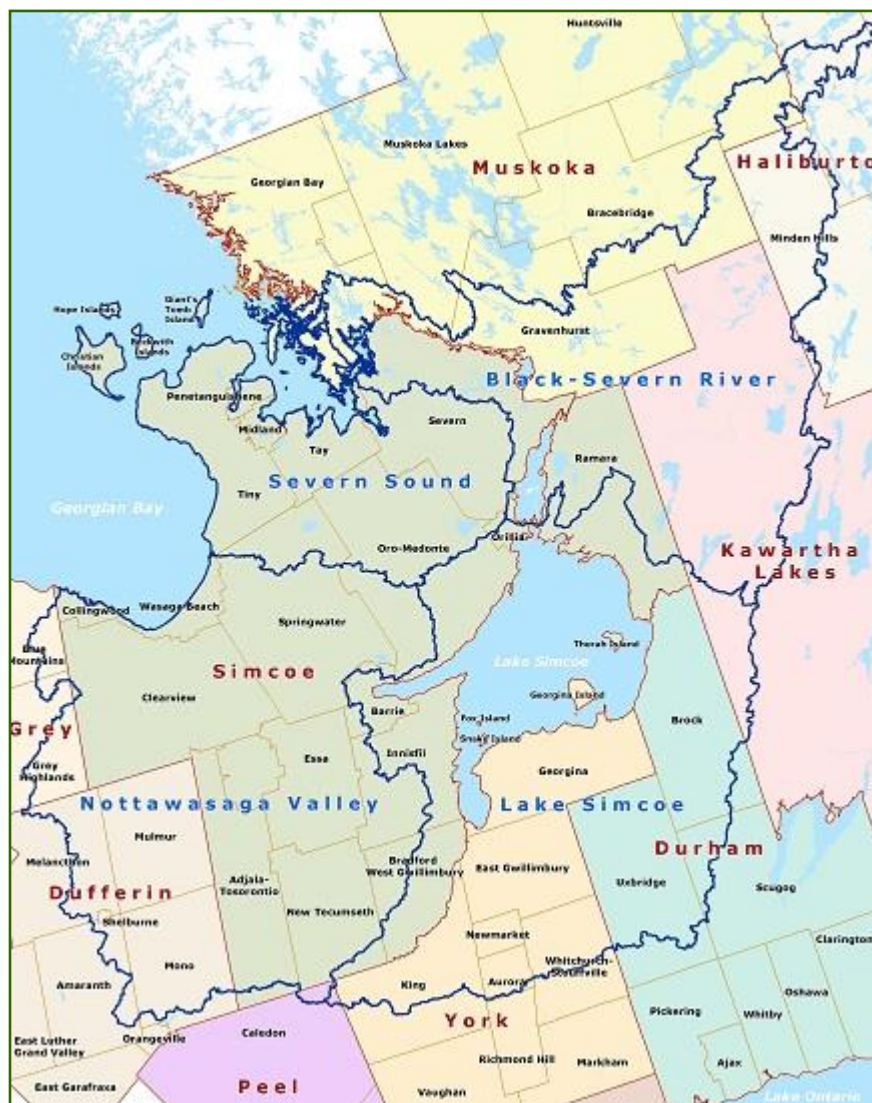 Huntsville
Muskoka Lakes
Muskoka
Haliburto
Georgian Bay
Bracebridge
Minden Hills
Hope Islands
Giant's
Tomb
Island
Gravenhurst
Beckwith
Islands
Christian
Islands
Black-Severn River
Penetanguishene
Midland
Severn
Tay
Ramara
Severn Sound
Tiny
Georgian Bay
Orillia
Oro-Medonte
Kawartha
Lakes
Collingwood
Wasaga Beach
Springwater
Thorah Island
Blue
Mountains
Simcoe
Lake Simcoe
Clearview
Georgina Island
Barrie
Fox Island
Grey
Snake Island
Brock
Innisfil
Essa
Grey
Highlands
Georgina
Nottawasaga Valley
Lake Simcoe
Mulmur
Durham
Melancthon
Bradford
West Gwillimbury
East Gwillimbury
Adjala-
Tosorontio
Uxbridge
Scugog
Dufferin
New Tecumseth
Shelburne
Newmarket
Clarington
Mono
Whitchurch-
Stouffville
Amaranth
King
Aurora
Oshawa
Pickering
Whitby
York
Orangeville
Caledon
East Luther
Grand Valley
Richmond Hill
Markham
Ajax
East Garafraxa
Peel
Vaughan
Lake Ontario